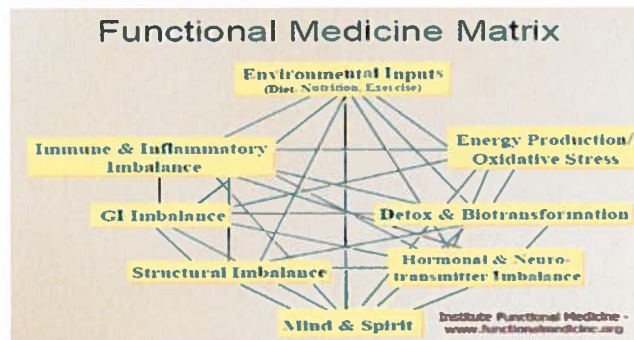 Functional Medicine Matrix
Environmental Inputs
(Diet, Nutrition, Exercise)
Immune & Inflammatory
Imbalance
Energy Production/
Oxidative Stress
GI Imbalance
Detox & Biotransformation
Structural Imbalance
Hormonal & Neuro-
transmitter Imbalance
Mind & Spirit
Institute Functional Medicine -
www.functionalmedicine.org